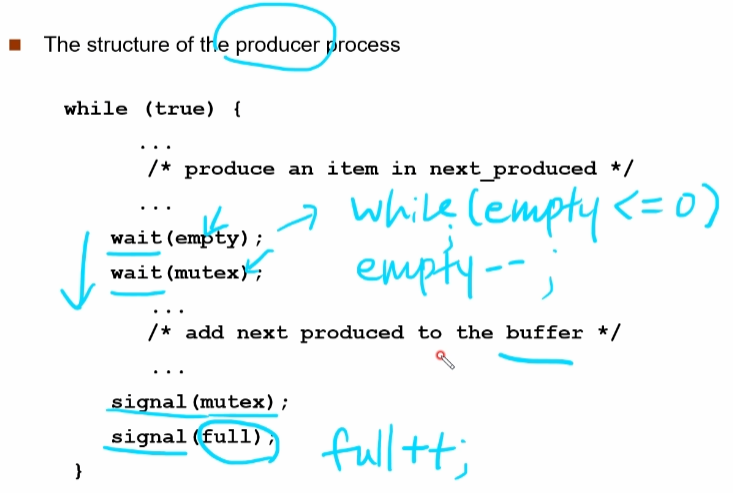 The structure of the producer process
while (true) {
...
/* produce an item in next_produced */
...
while(empty <= 0)
;
wait(empty);
empty--;
wait(mutex);
...
/* add next produced to the buffer */
...
signal(mutex);
signal(full);
full++;
}